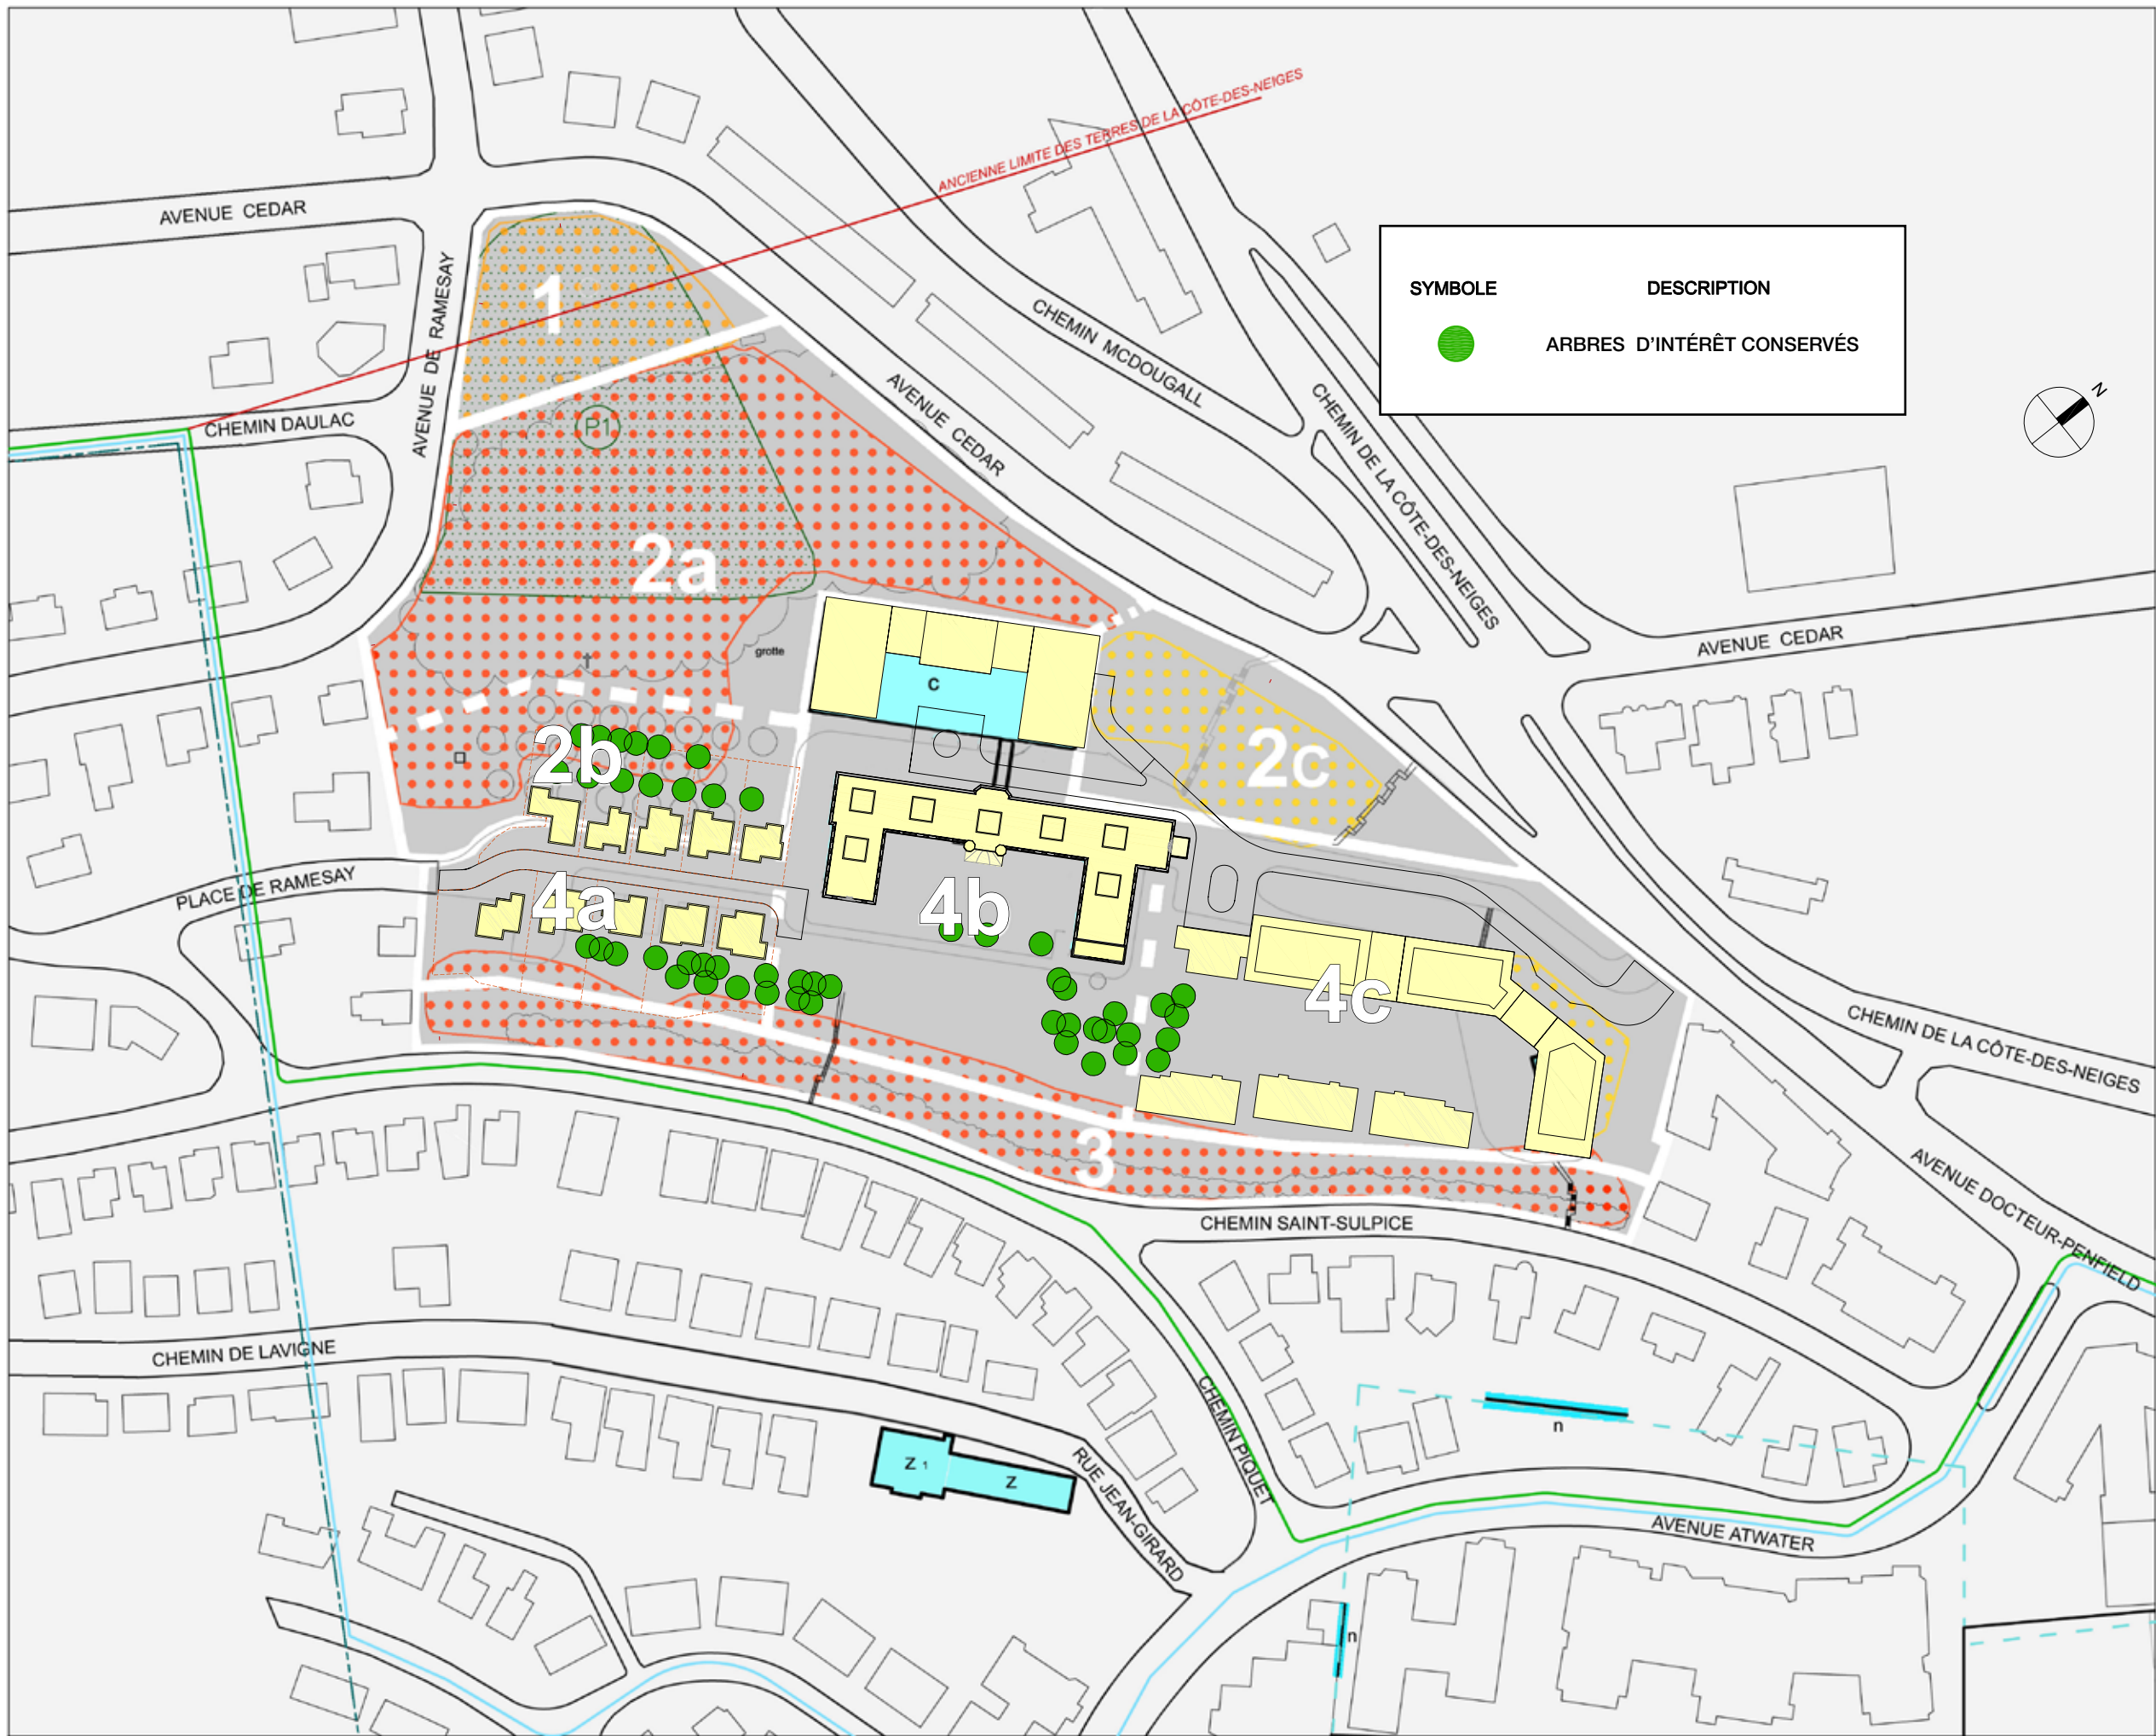 ANCIENNE LIMITE DES TERRES DE LA CÔTE-DES-NEIGES
AVENUE CEDAR
AVENUE DE RAMESAY
1
CHEMIN MCDOUGALL
SYMBOLE DESCRIPTION
ARBRES D'INTÉRÊT CONSERVÉS
N
CHEMIN DAULAC
P1
AVENUE CEDAR
CHEMIN DE LA CÔTE-DES-NEIGES
2a
grotte
AVENUE CEDAR
C
2b
2c
PLACE DE RAMESAY
4a
4b
4c
CHEMIN DE LA CÔTE-DES-NEIGES
3
AVENUE DOCTEUR-PENFIELD
CHEMIN SAINT-SULPICE
CHEMIN DE LAVIGNE
CHEMIN PIQUET
n
Z 1
Z
RUE JEAN-GIRARD
AVENUE ATWATER
n